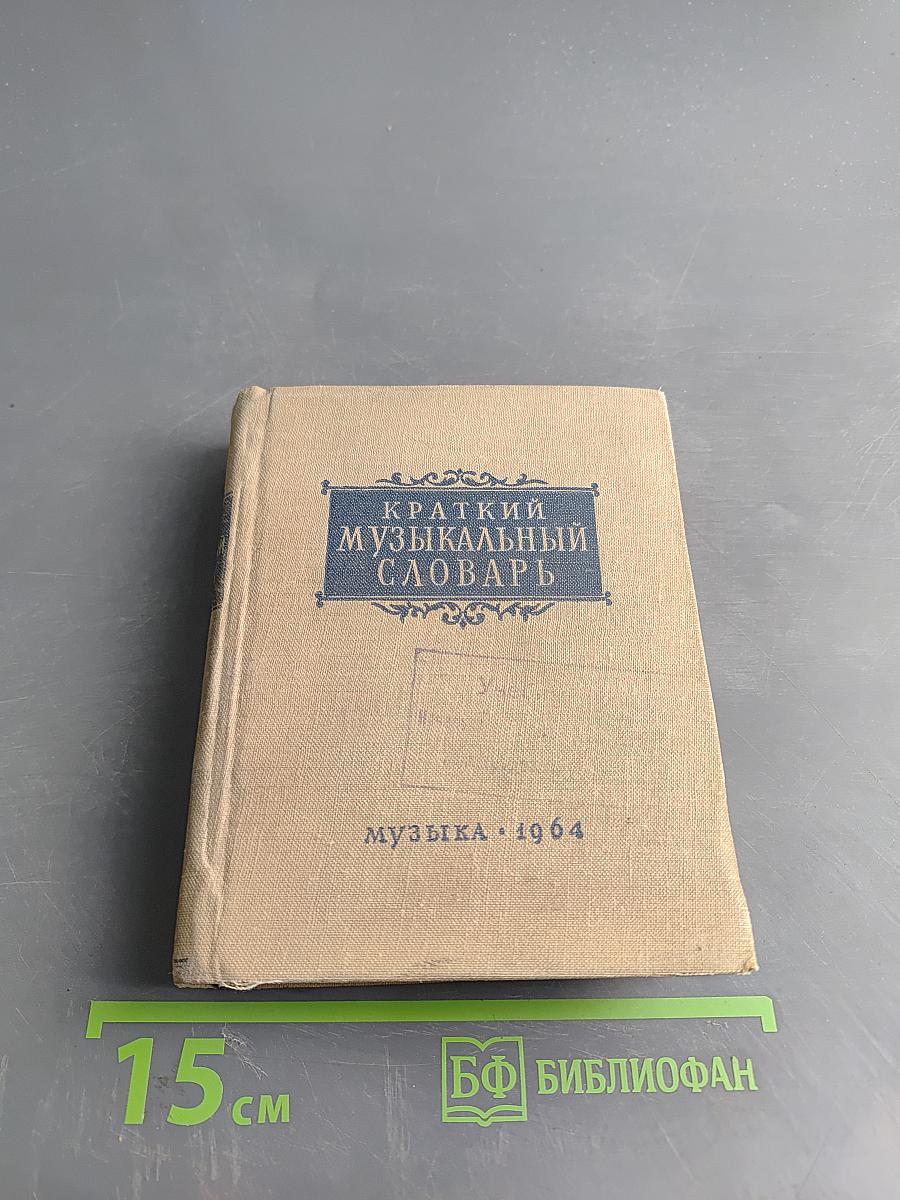 КРАТКИЙ
МУЗЫКАЛЬНЫЙ
СЛОВАРЬ
МУЗЫКА • 1964
15 см
БФ БИБЛИОФАН